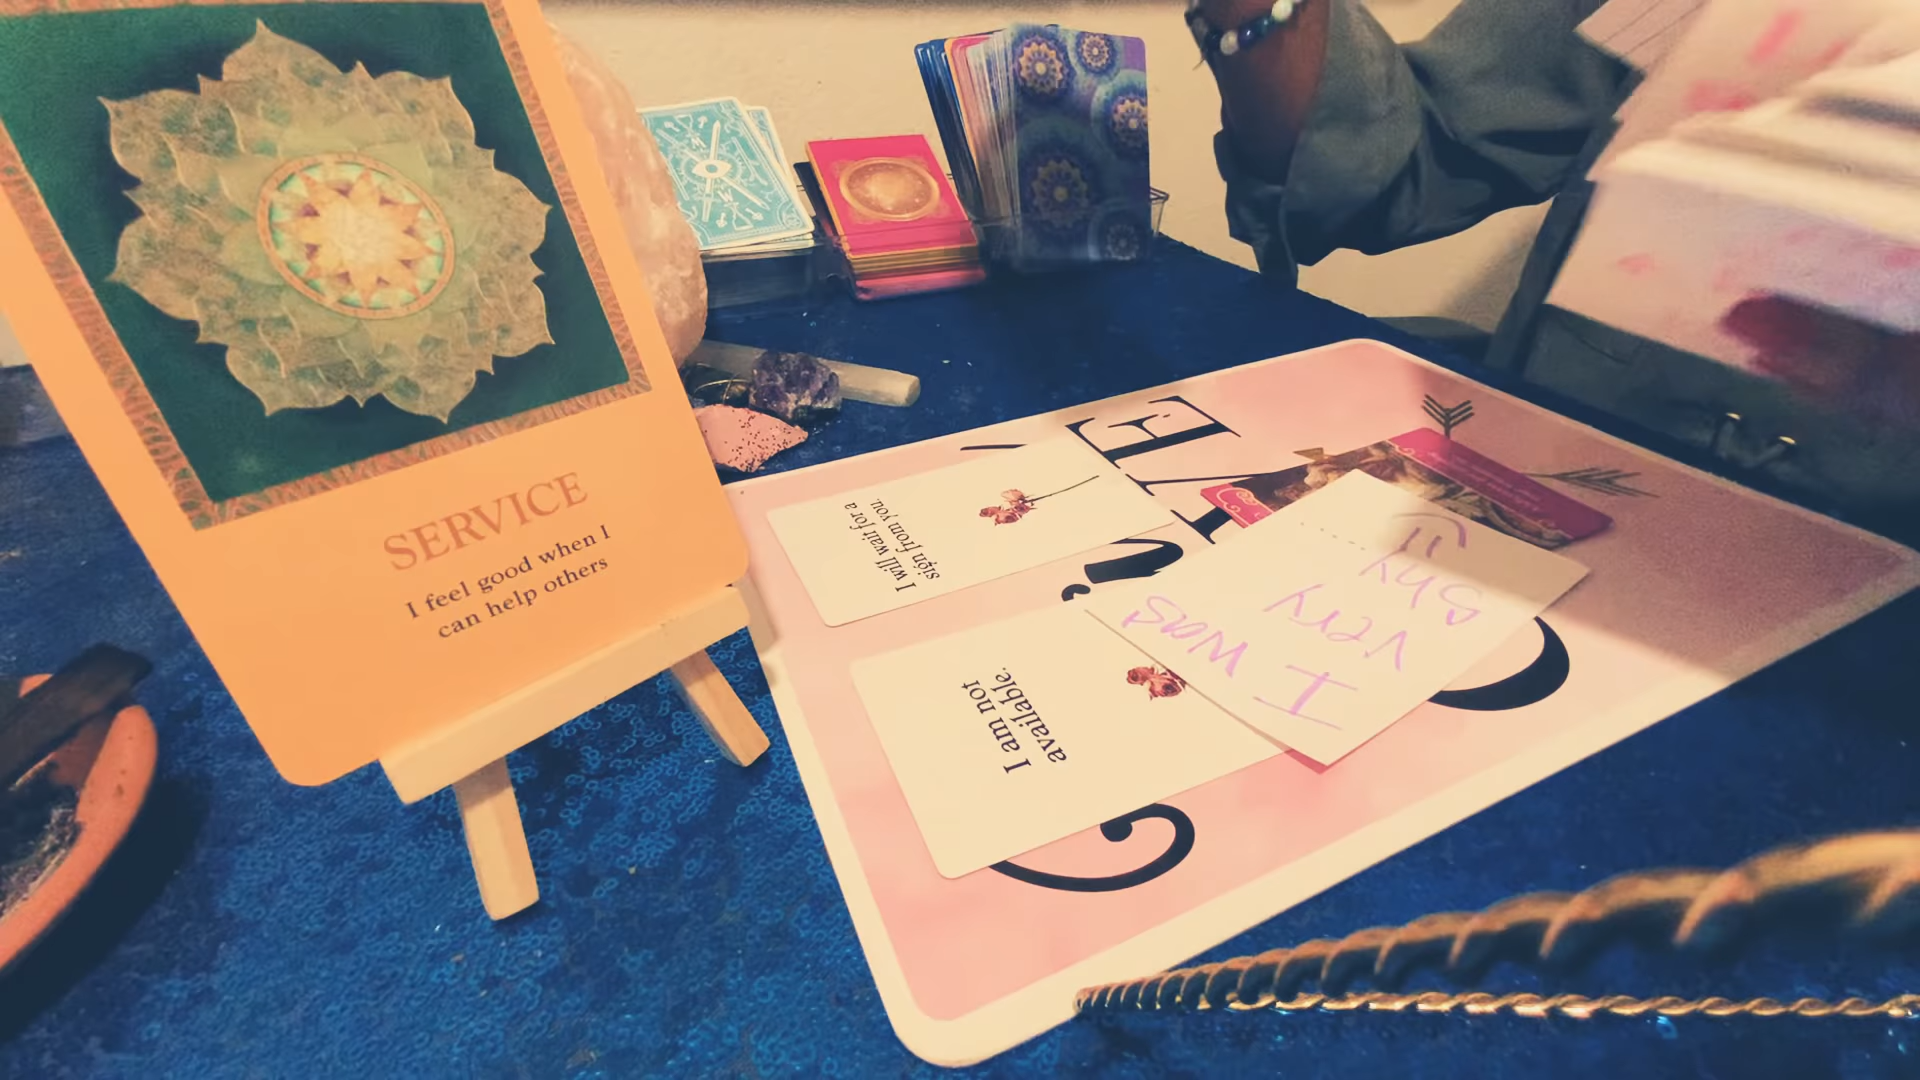 SERVICE
I feel good when I
can help others
I will wait for a
sign from you.
I am not
available.
I was
very
shy